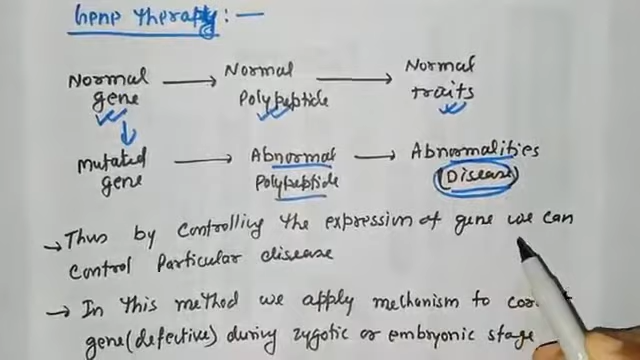 Gene therapy :—
Normal gene → Normal Polypeptide → Normal traits
Mutated gene → Abnormal Polypeptide → Abnormalities (Disease)
→ Thus by controlling the expression of gene we can
control Particular disease
→ In this method we apply mechanism to
gene (defective) during zygotic or embryonic stage